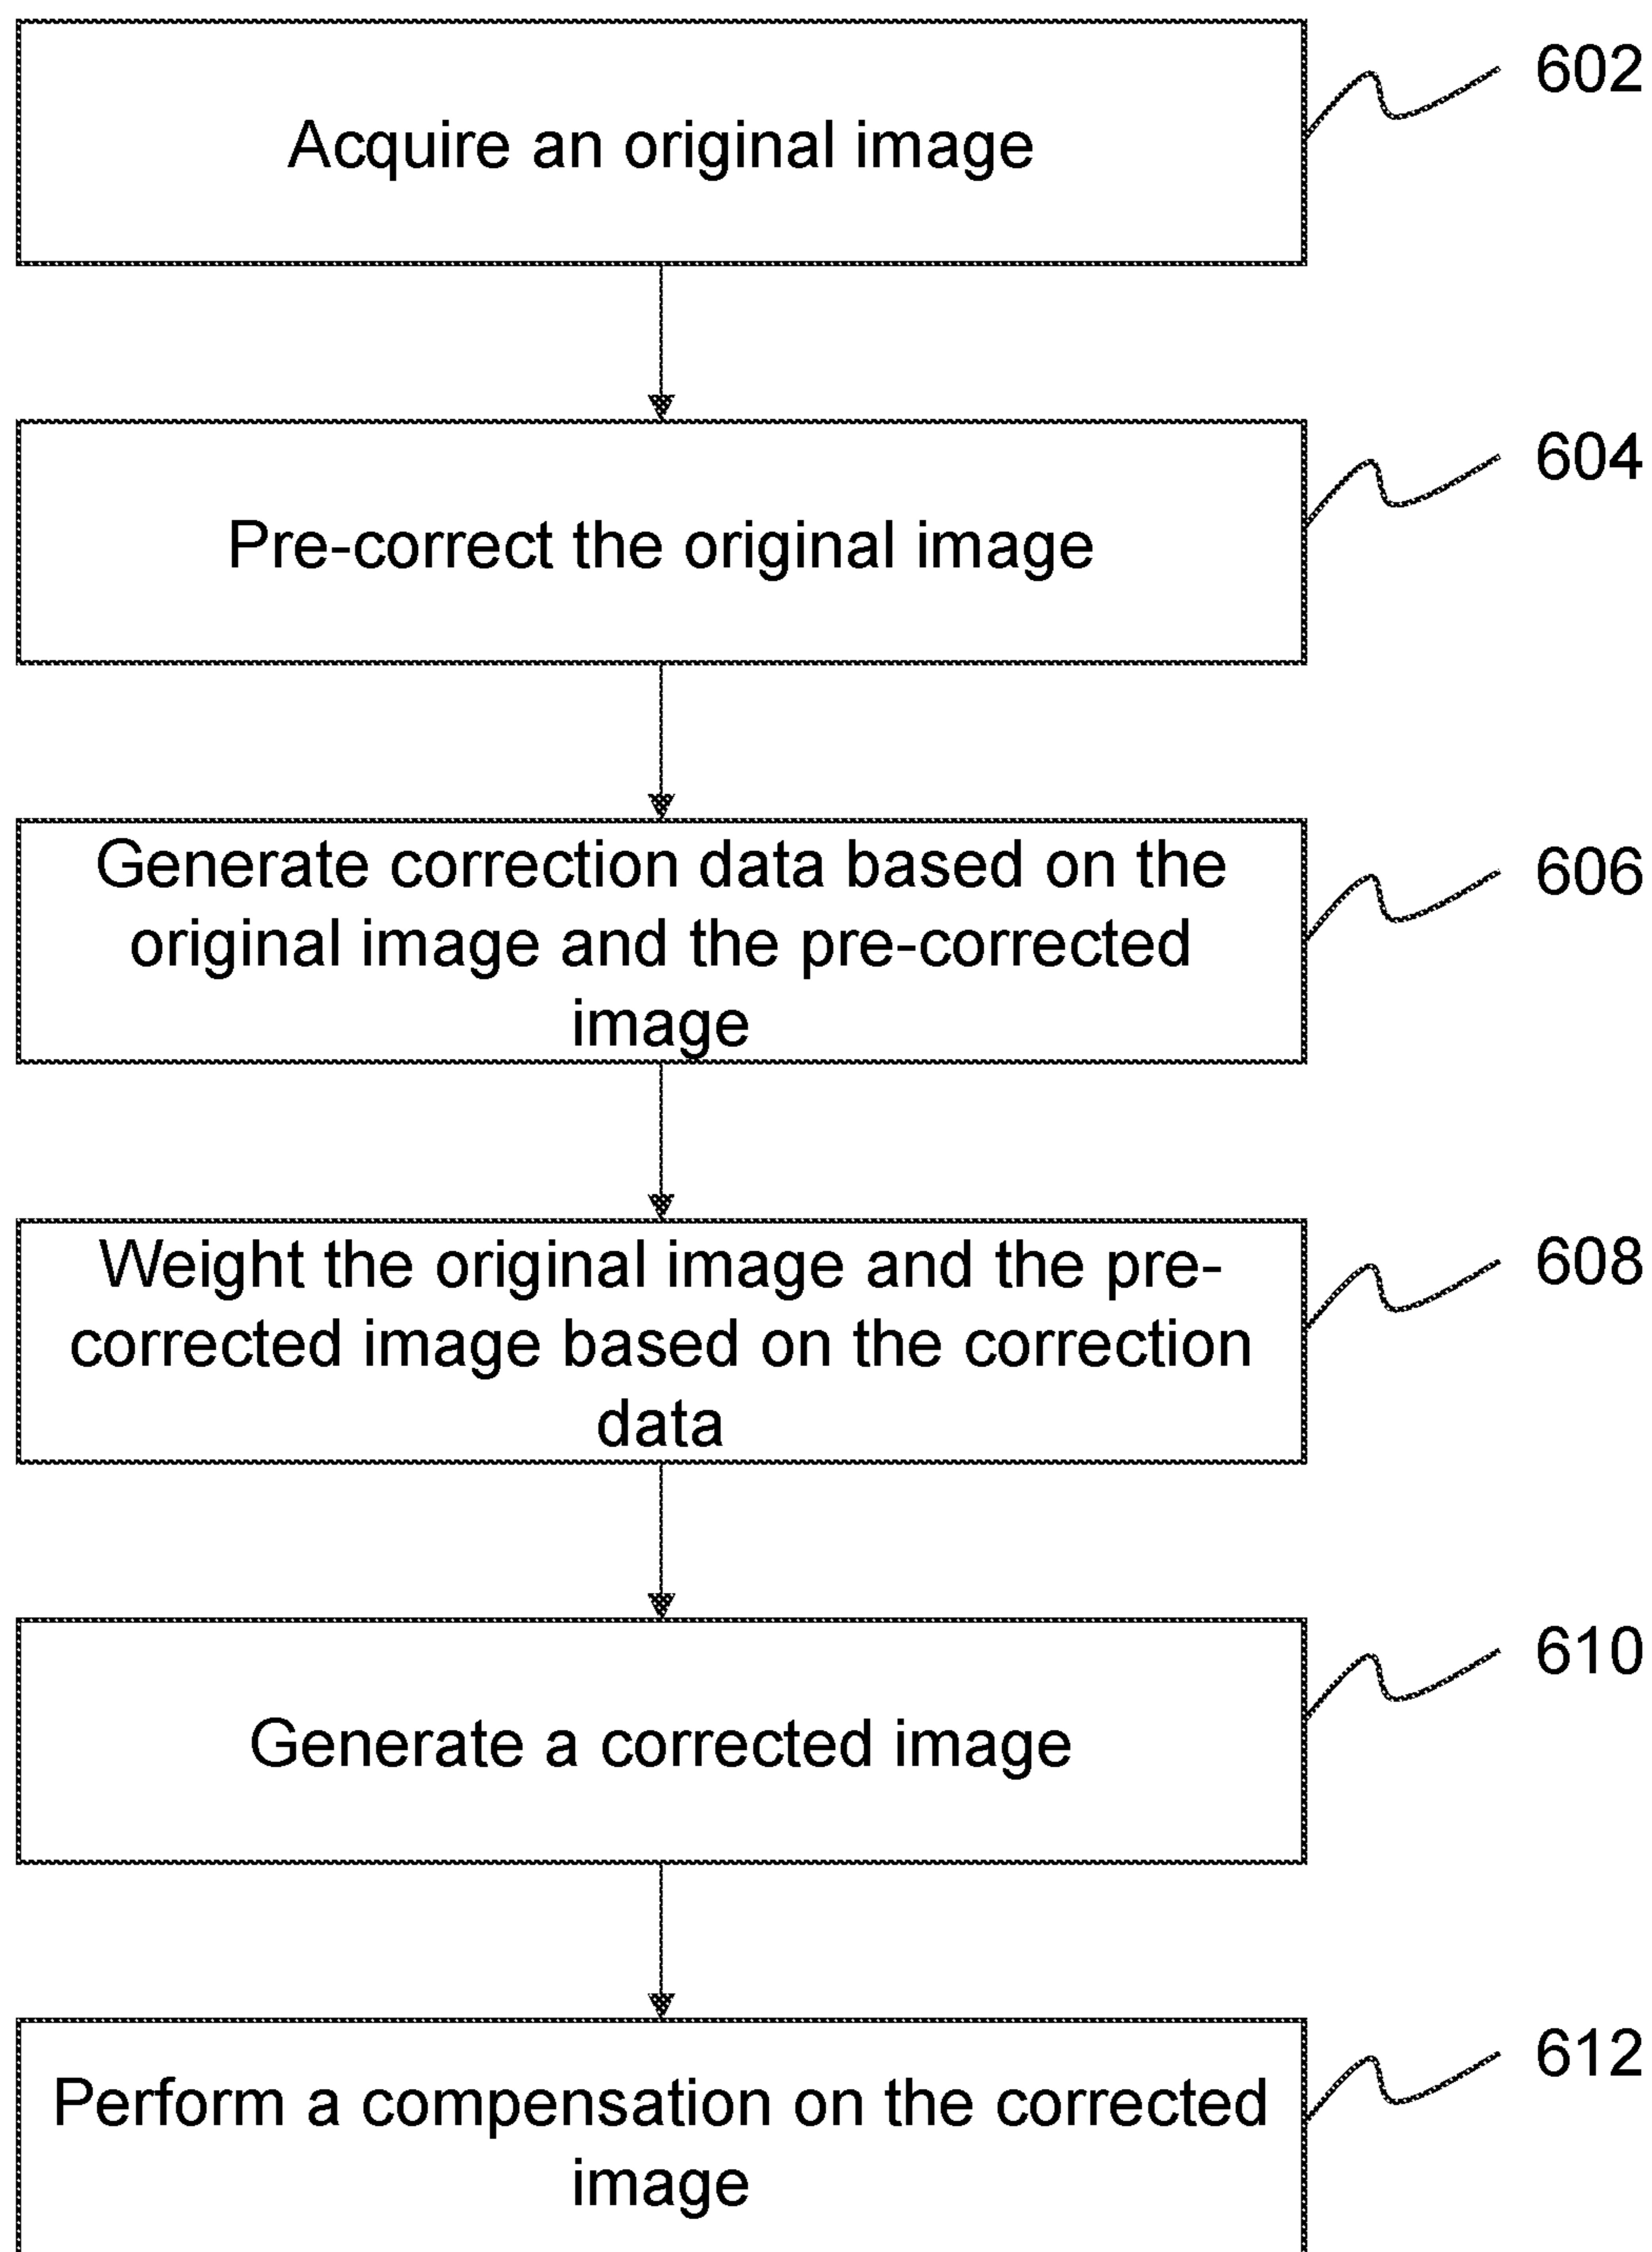 Acquire an original image
602
Pre-correct the original image
604
Generate correction data based on the
original image and the pre-corrected
image
606
Weight the original image and the pre-
corrected image based on the correction
data
608
Generate a corrected image
610
Perform a compensation on the corrected
image
612